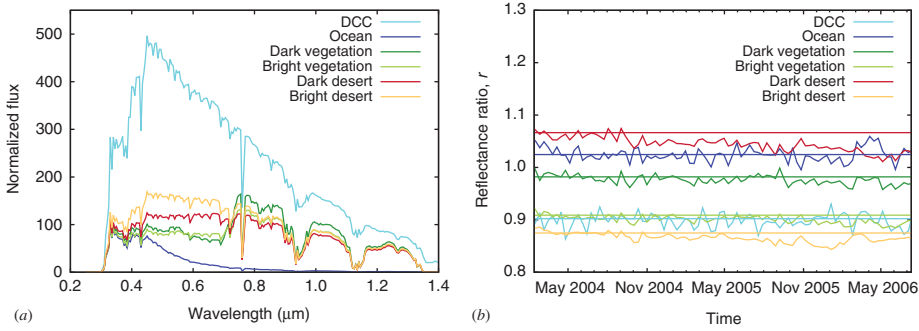 500
400
300
200
100
0
Normalized flux
DCC
Ocean
Dark vegetation
Bright vegetation
Dark desert
Bright desert
0.2 0.4 0.6 0.8 1.0 1.2 1.4
(a) Wavelength (μm)
1.3
1.2
1.1
1.0
0.9
0.8
Reflectance ratio, r
DCC
Ocean
Dark vegetation
Bright vegetation
Dark desert
Bright desert
May 2004 Nov 2004 May 2005 Nov 2005 May 2006
(b) Time